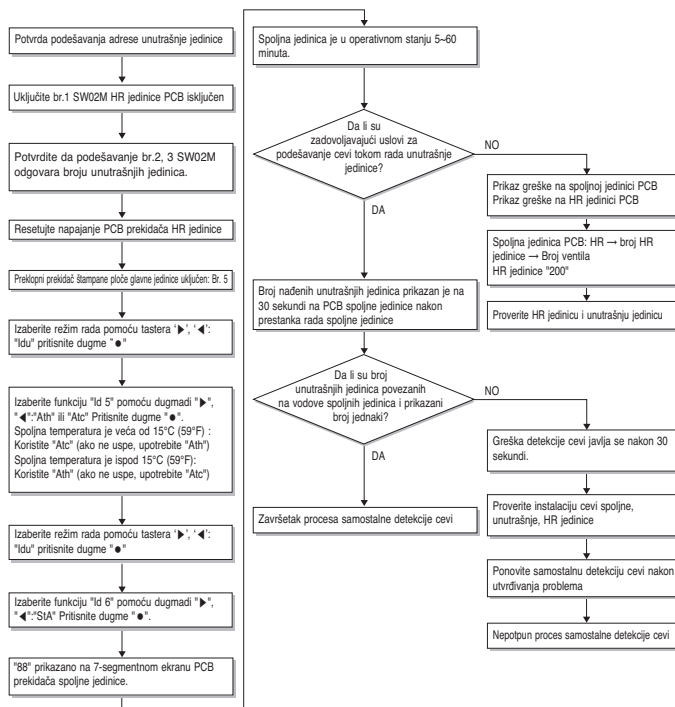 Potvrda podešavanja adrese unutrašnje jedinice
Uključite br.1 SW02M HR jedinice PCB isključen
Potvrdite da podešavanje br.2, 3 SW02M
odgovara broju unutrašnjih jedinica.
Resetujte napajanje PCB prekidača HR jedinice
Preklopni prekidač štampane ploče glavne jedinice uključen: Br. 5
Izaberite režim rada pomoću tastera ‘▶’, ‘◀’:
"Idu" pritisnite dugme "●"
Izaberite funkciju "Id 5" pomoću dugmadi "▶",
"◀":"Ath" ili "Atc" Pritisnite dugme "●".
Spoljna temperatura je veća od 15°C (59°F) :
Koristite "Atc" (ako ne uspe, upotrebite "Ath")
Spoljna temperatura je ispod 15°C (59°F):
Koristite "Ath" (ako ne uspe, upotrebite "Atc")
Izaberite režim rada pomoću tastera ‘▶’, ‘◀’:
"Idu" pritisnite dugme "●"
Izaberite funkciju "Id 6" pomoću dugmadi "▶",
"◀":"StA" Pritisnite dugme "●".
"88" prikazano na 7-segmentnom ekranu PCB
prekidača spoljne jedinice.
Spoljna jedinica je u operativnom stanju 5~60
minuta.
Da li su
zadovoljavajući uslovi za
podešavanje cevi tokom rada unutrašnje
jedinice?
NO
DA
Prikaz greške na spoljnoj jedinici PCB
Prikaz greške na HR jedinici PCB
Spoljna jedinica PCB: HR → broj HR
jedinice → Broj ventila
HR jedinice "200"
Proverite HR jedinicu i unutrašnju jedinicu
Broj nađenih unutrašnjih jedinica prikazan je na
30 sekundi na PCB spoljne jedinice nakon
prestanka rada spoljne jedinice
Da li su broj
unutrašnjih jedinica povezanih
na vodove spoljnih jedinica i prikazani
broj jednaki?
NO
DA
Greška detekcije cevi javlja se nakon 30
sekundi.
Proverite instalaciju cevi spoljne,
unutrašnje, HR jedinice
Ponovite samostalnu detekciju cevi nakon
utvrđivanja problema
Nepotpun proces samostalne detekcije cevi
Završetak procesa samostalne detekcije cevi